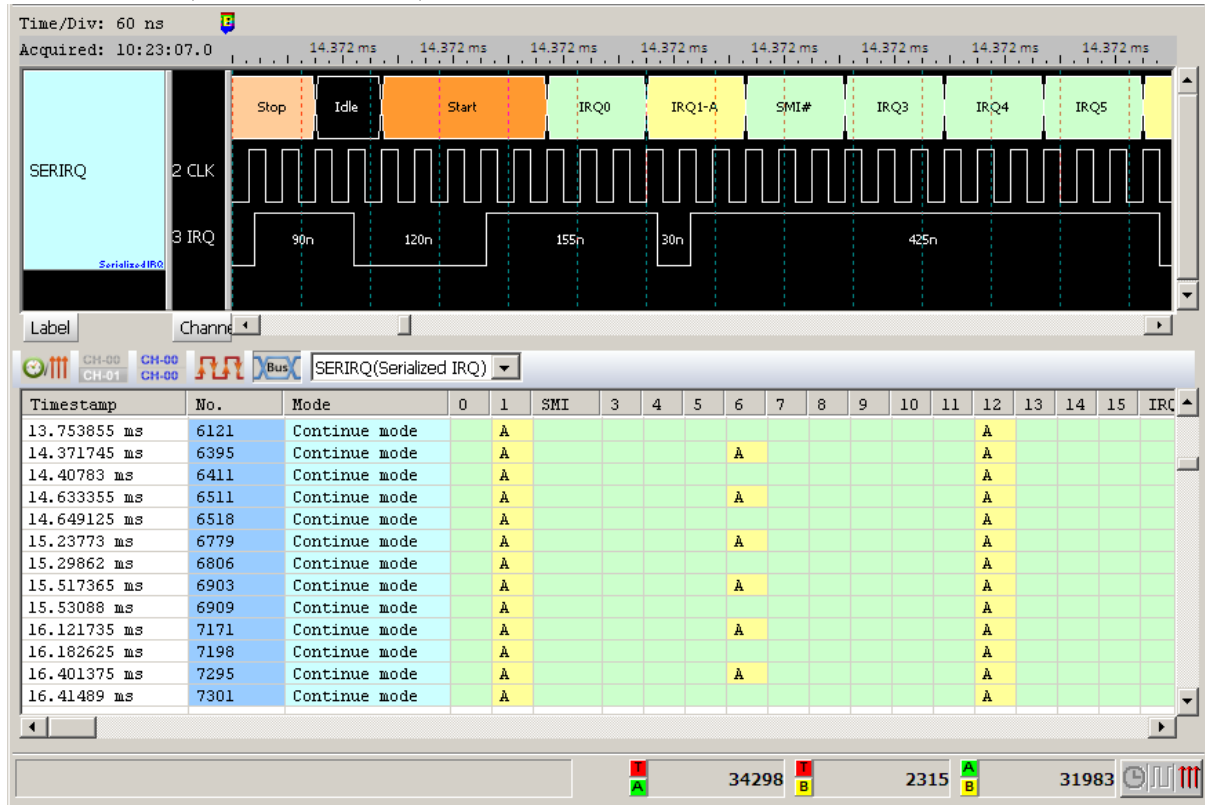 Time/Div: 60 ns B
Acquired: 10:23:07.0 14.372 ms 14.372 ms 14.372 ms 14.372 ms 14.372 ms 14.372 ms 14.372 ms 14.372 ms
Stop Idle Start IRQ0 IRQ1-A SMI# IRQ3 IRQ4 IRQ5
SERIRQ 2 CLK
3 IRQ 90n 120n 155n 30n 425n
Serialized IRQ
Label Channe
CH-00 CH-01 CH-00 CH-00 Bus SERIRQ(Serialized IRQ)
Timestamp No. Mode 0 1 SMI 3 4 5 6 7 8 9 10 11 12 13 14 15 IRQ
13.753855 ms 6121 Continue mode A A
14.371745 ms 6395 Continue mode A A A
14.40783 ms 6411 Continue mode A A
14.633355 ms 6511 Continue mode A A A
14.649125 ms 6518 Continue mode A A
15.23773 ms 6779 Continue mode A A A
15.29862 ms 6806 Continue mode A A
15.517365 ms 6903 Continue mode A A A
15.53088 ms 6909 Continue mode A A
16.121735 ms 7171 Continue mode A A A
16.182625 ms 7198 Continue mode A A
16.401375 ms 7295 Continue mode A A A
16.41489 ms 7301 Continue mode A A
T A 34298 T B 2315 A B 31983